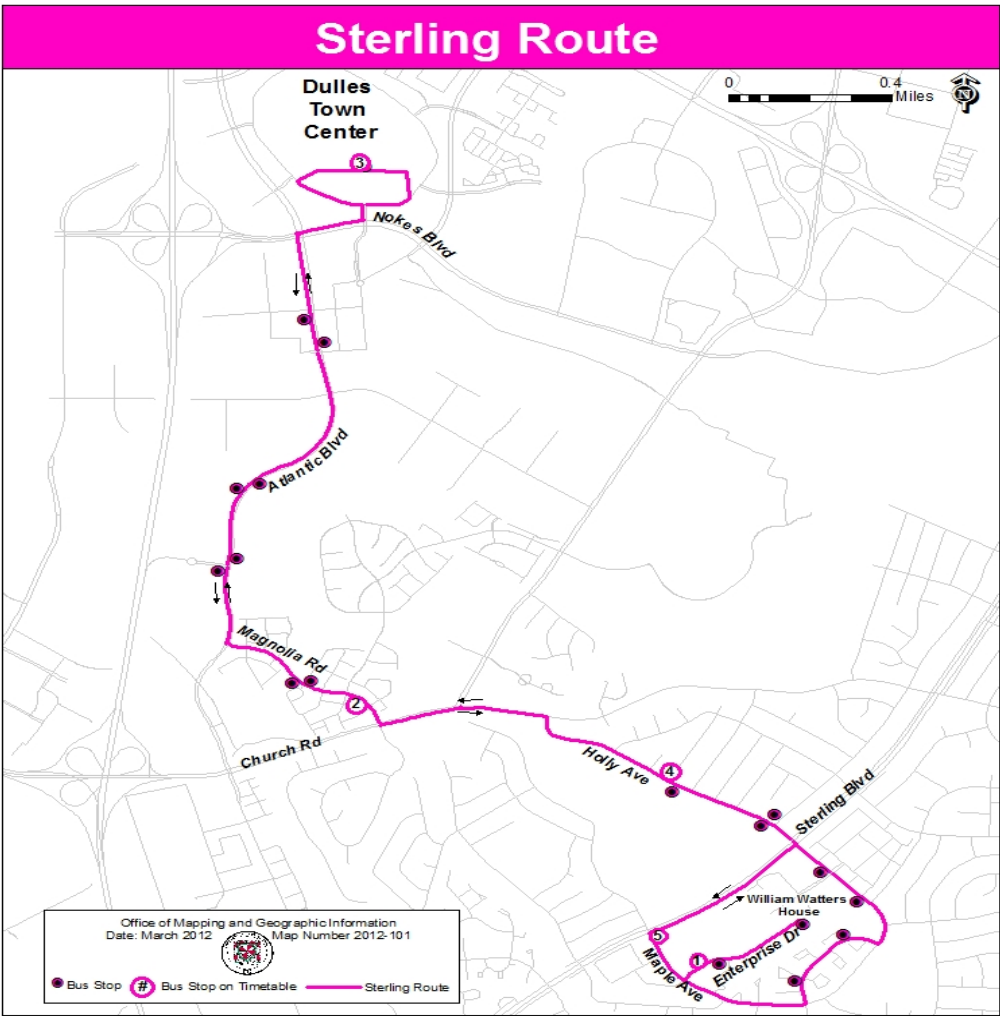 Sterling Route
Dulles
Town
Center
0 0.4
Miles
N
3
Nokes Blvd
Atlantic Blvd
Magnolia Rd
2
Church Rd
Holly Ave
4
Sterling Blvd
William Watters
House
5
1
Enterprise Dr
Maple Ave
Office of Mapping and Geographic Information
Date: March 2012 Map Number 2012-101
Bus Stop # Bus Stop on Timetable Sterling Route